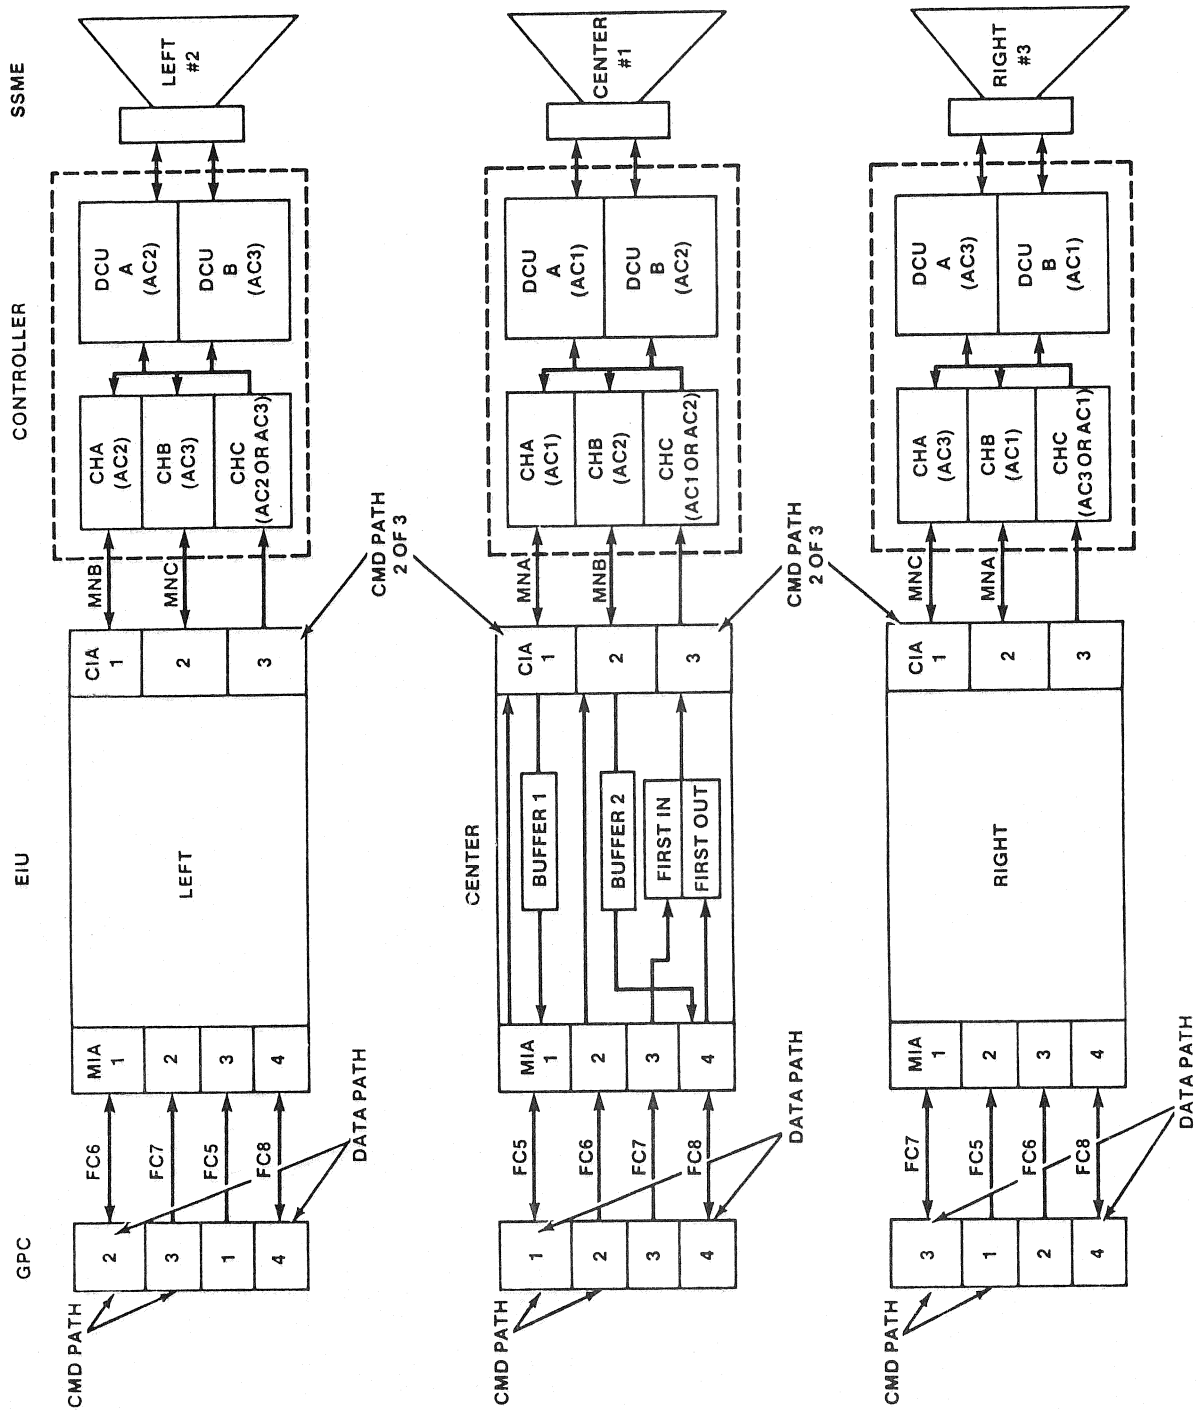 GPC
EIU
CONTROLLER
SSME
CMD PATH
2
3
1
4
FC6
FC7
FC5
FC8
DATA PATH
MIA
1
2
3
4
LEFT
CIA
1
2
3
MNB
MNC
CMD PATH
2 OF 3
CHA
(AC2)
CHB
(AC3)
CHC
(AC2 OR AC3)
DCU
A
(AC2)
DCU
B
(AC3)
LEFT
#2
CENTER
CMD PATH
1
2
3
4
FC5
FC6
FC7
FC8
DATA PATH
MIA
1
2
3
4
BUFFER 1
BUFFER 2
FIRST IN
FIRST OUT
CIA
1
2
3
MNA
MNB
CMD PATH
2 OF 3
CHA
(AC1)
CHB
(AC2)
CHC
(AC1 OR AC2)
DCU
A
(AC1)
DCU
B
(AC2)
CENTER
#1
CMD PATH
3
1
2
4
FC7
FC5
FC6
FC8
DATA PATH
MIA
1
2
3
4
RIGHT
CIA
1
2
3
MNC
MNA
CHA
(AC3)
CHB
(AC1)
CHC
(AC3 OR AC1)
DCU
A
(AC3)
DCU
B
(AC1)
RIGHT
#3